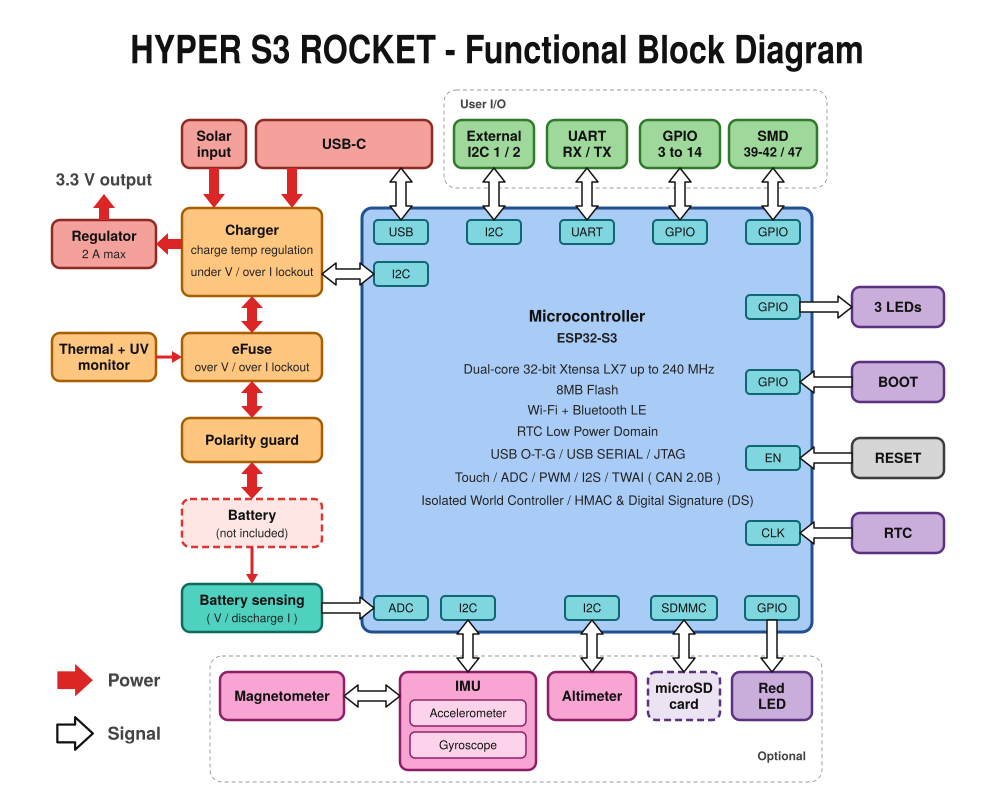 HYPER S3 ROCKET - Functional Block Diagram
User I/O
Solar
input
USB-C
External
I2C 1 / 2
UART
RX / TX
GPIO
3 to 14
SMD
39-42 / 47
3.3 V output
Regulator
2 A max
Charger
charge temp regulation
under V / over I lockout
USB
I2C
UART
GPIO
GPIO
I2C
Thermal + UV
monitor
eFuse
over V / over I lockout
Polarity guard
Battery
(not included)
Battery sensing
( V / discharge I )
Microcontroller
ESP32-S3
Dual-core 32-bit Xtensa LX7 up to 240 MHz
8MB Flash
Wi-Fi + Bluetooth LE
RTC Low Power Domain
USB O-T-G / USB SERIAL / JTAG
Touch / ADC / PWM / I2S / TWAI ( CAN 2.0B )
Isolated World Controller / HMAC & Digital Signature (DS)
GPIO
3 LEDs
GPIO
BOOT
EN
RESET
CLK
RTC
ADC
I2C
I2C
SDMMC
GPIO
Power
Signal
Magnetometer
IMU
Accelerometer
Gyroscope
Altimeter
microSD
card
Red
LED
Optional